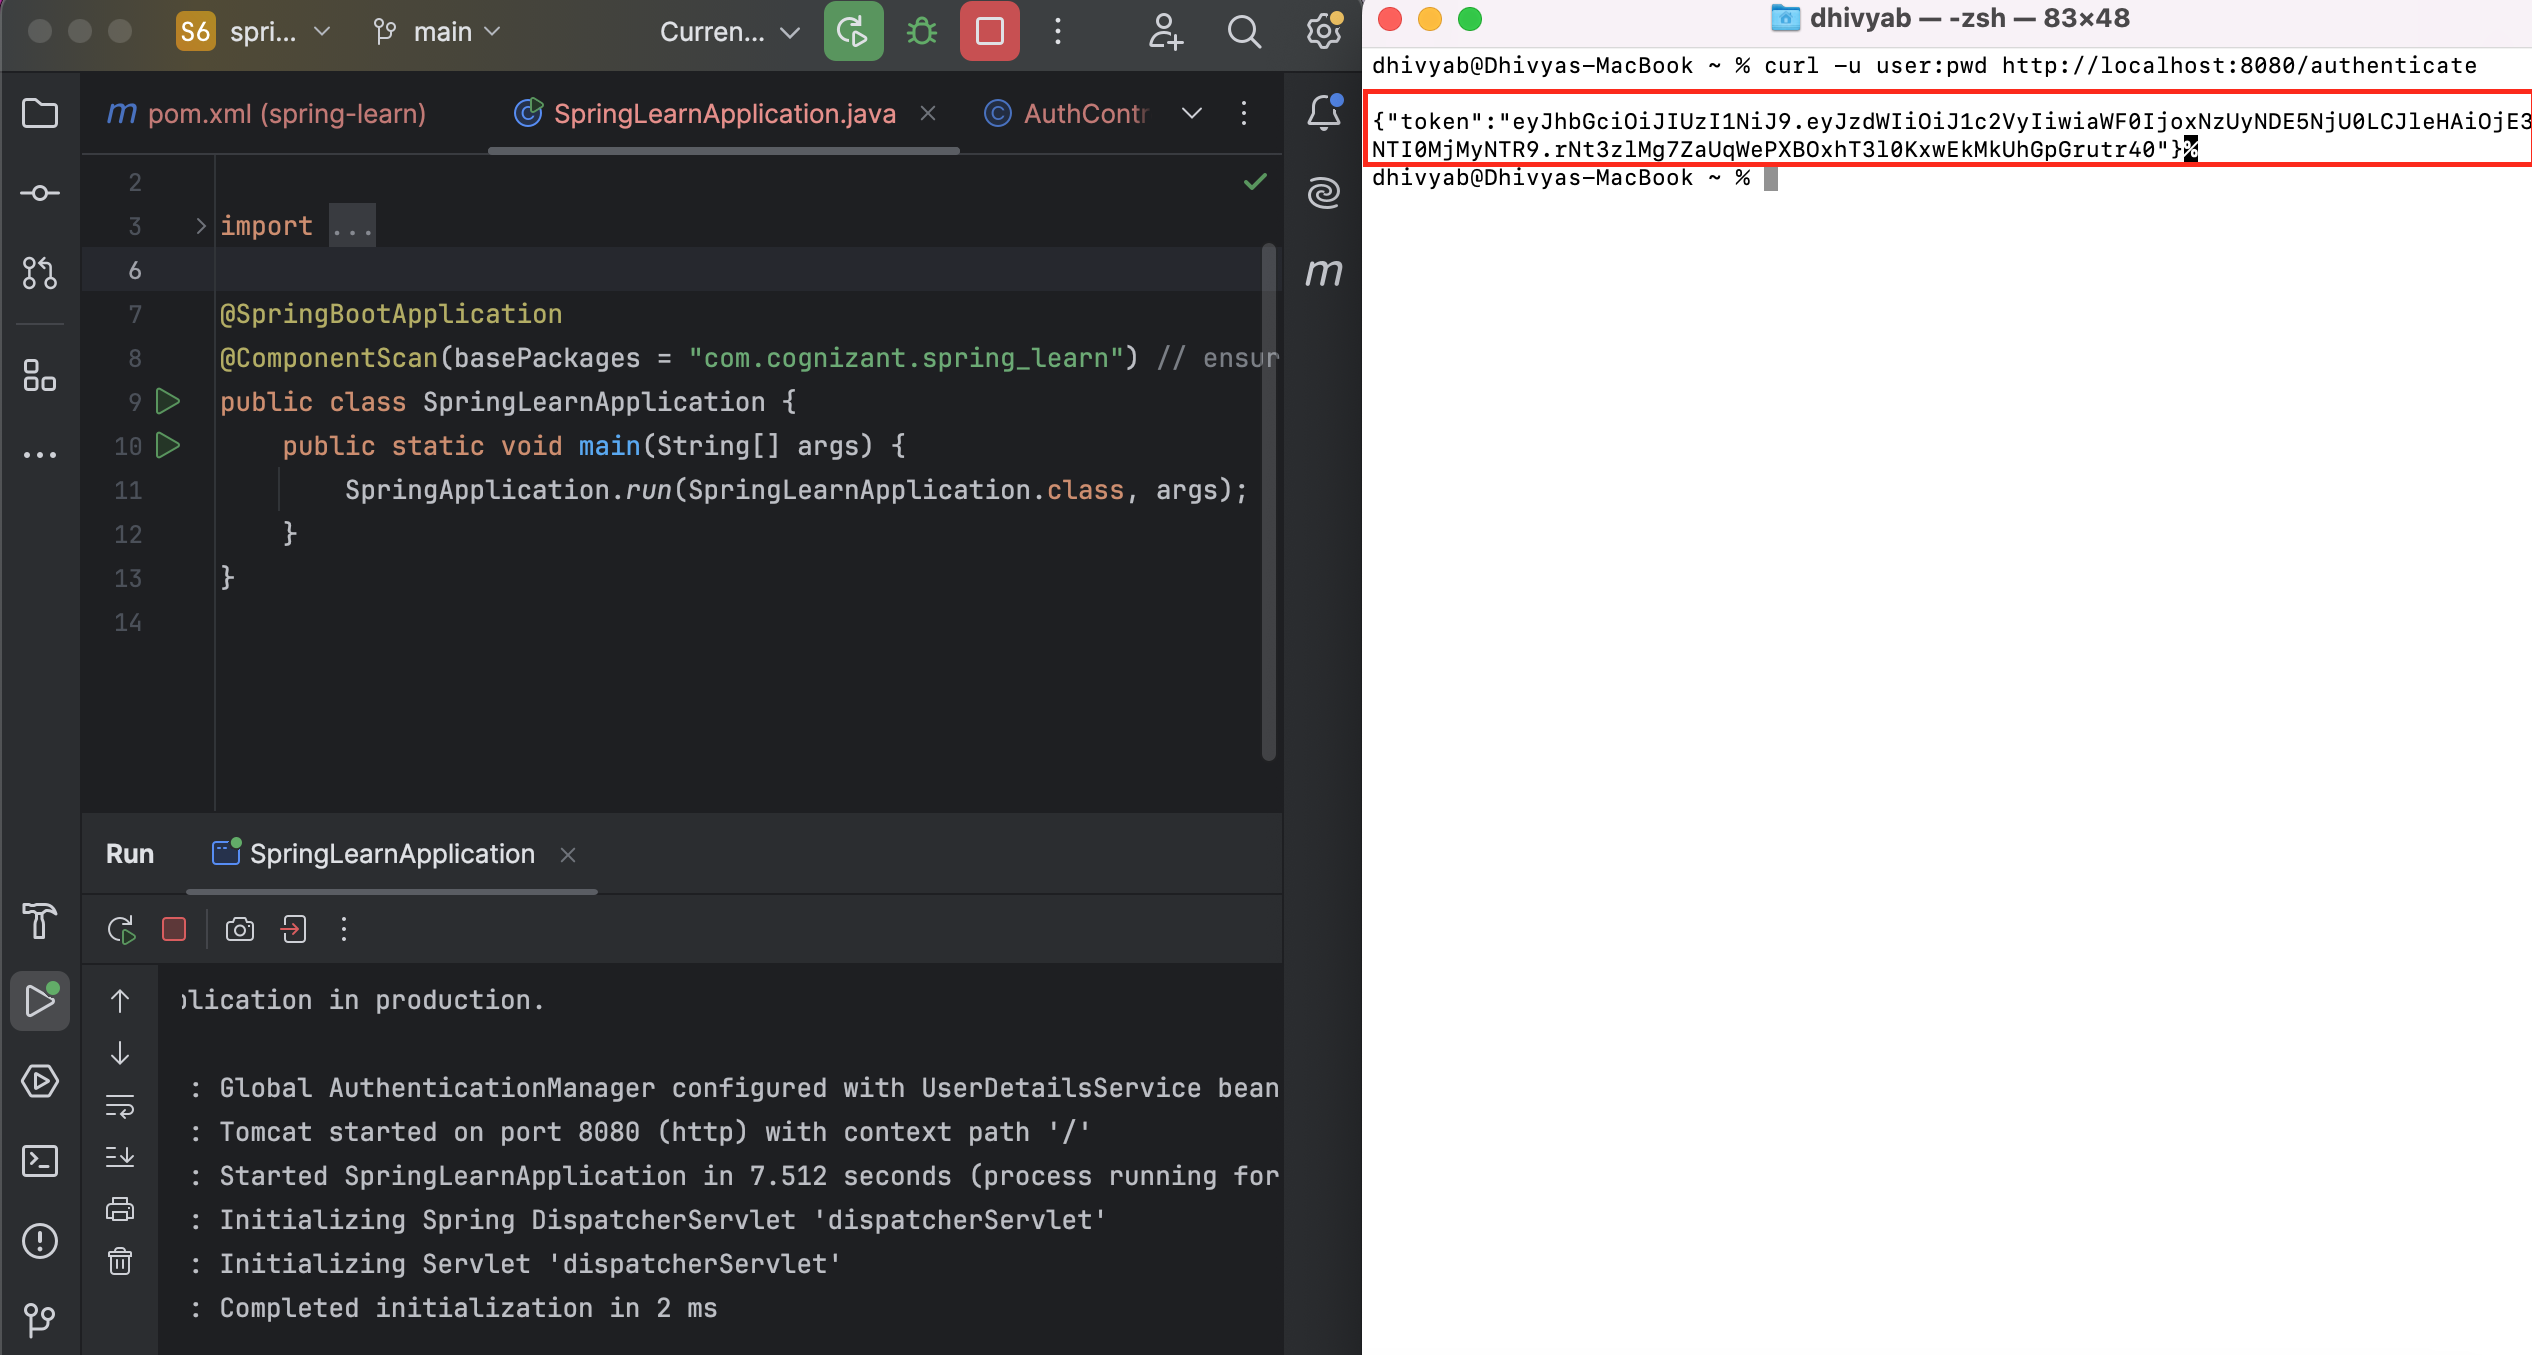 S6 spri... main Curren...
pom.xml (spring-learn) SpringLearnApplication.java AuthContr
2
3 import ...
6
7 @SpringBootApplication
8 @ComponentScan(basePackages = "com.cognizant.spring_learn") // ensur
9 public class SpringLearnApplication {
10 public static void main(String[] args) {
11 SpringApplication.run(SpringLearnApplication.class, args);
12 }
13 }
14
Run SpringLearnApplication
plication in production.
: Global AuthenticationManager configured with UserDetailsService bean
: Tomcat started on port 8080 (http) with context path '/'
: Started SpringLearnApplication in 7.512 seconds (process running for
: Initializing Spring DispatcherServlet 'dispatcherServlet'
: Initializing Servlet 'dispatcherServlet'
: Completed initialization in 2 ms
dhivyab — -zsh — 83×48
dhivyab@Dhivyas-MacBook ~ % curl -u user:pwd http://localhost:8080/authenticate
{"token":"eyJhbGciOiJIUzI1NiJ9.eyJzdWIiOiJ1c2VyIiwiaWF0IjoxNzUyNDE5NjU0LCJleHAiOjE3
NTI0MjMyNTR9.rNt3zlMg7ZaUqWePXBOxhT3l0KxwEkMkUhGpGrutr40"}%
dhivyab@Dhivyas-MacBook ~ %